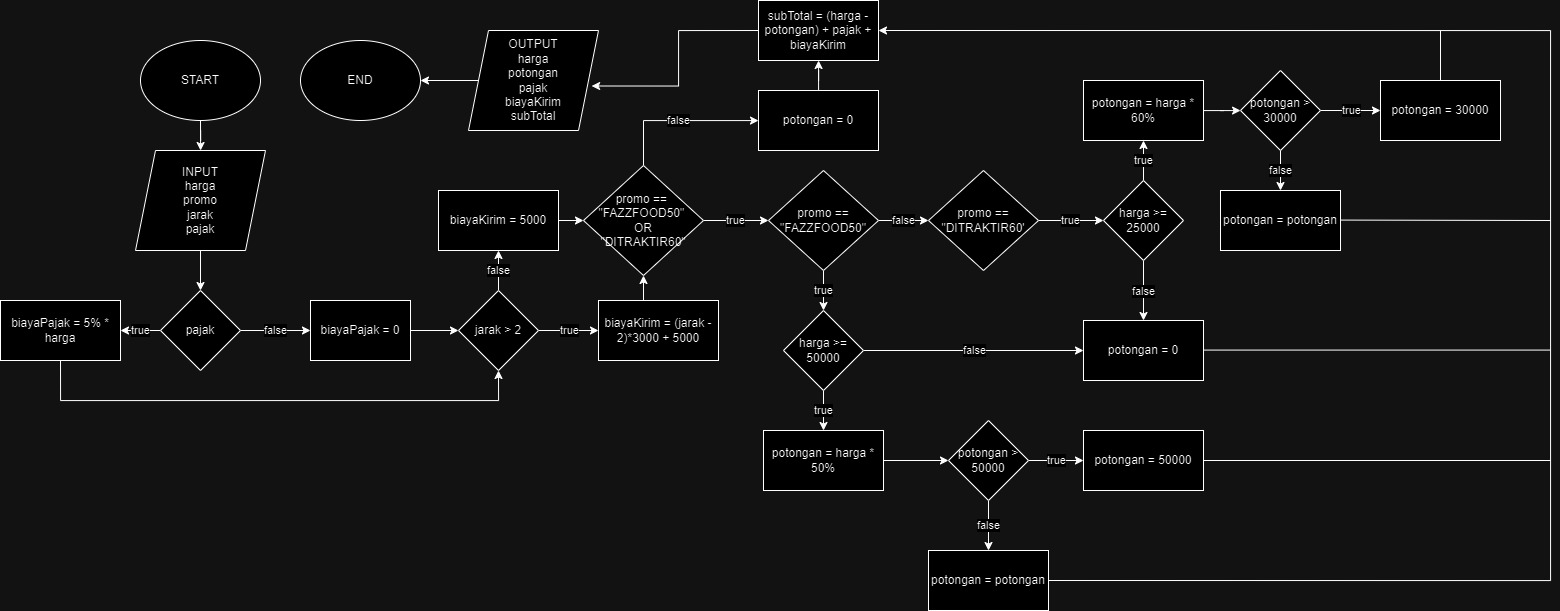 START
INPUT
harga
promo
jarak
pajak
pajak
true
biayaPajak = 5% *
harga
false
biayaPajak = 0
jarak > 2
false
biayaKirim = 5000
true
biayaKirim = (jarak -
2)*3000 + 5000
promo ==
"FAZZFOOD50"
OR
"DITRAKTIR60"
false
potongan = 0
true
promo ==
"FAZZFOOD50"
false
promo ==
"DITRAKTIR60'
true
harga >=
25000
true
potongan = harga *
60%
potongan >
30000
true
potongan = 30000
false
potongan = potongan
false
potongan = 0
true
harga >=
50000
false
true
potongan = harga *
50%
potongan >
50000
true
potongan = 50000
false
potongan = potongan
subTotal = (harga -
potongan) + pajak +
biayaKirim
OUTPUT
harga
potongan
pajak
biayaKirim
subTotal
END